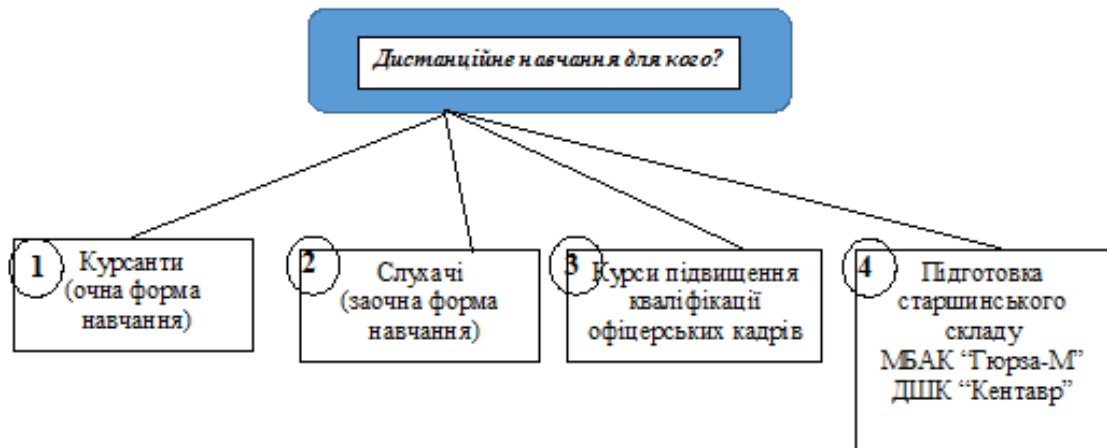 Дистанційне навчання для кого?
1
Курсанти
(очна форма
навчання)
2
Слухачі
(заочна форма
навчання)
3
Курси підвищення
кваліфікації
офіцерських кадрів
4
Підготовка
старшинського
складу
МБАК “Гюрза-М”
ДШК “Кентавр”